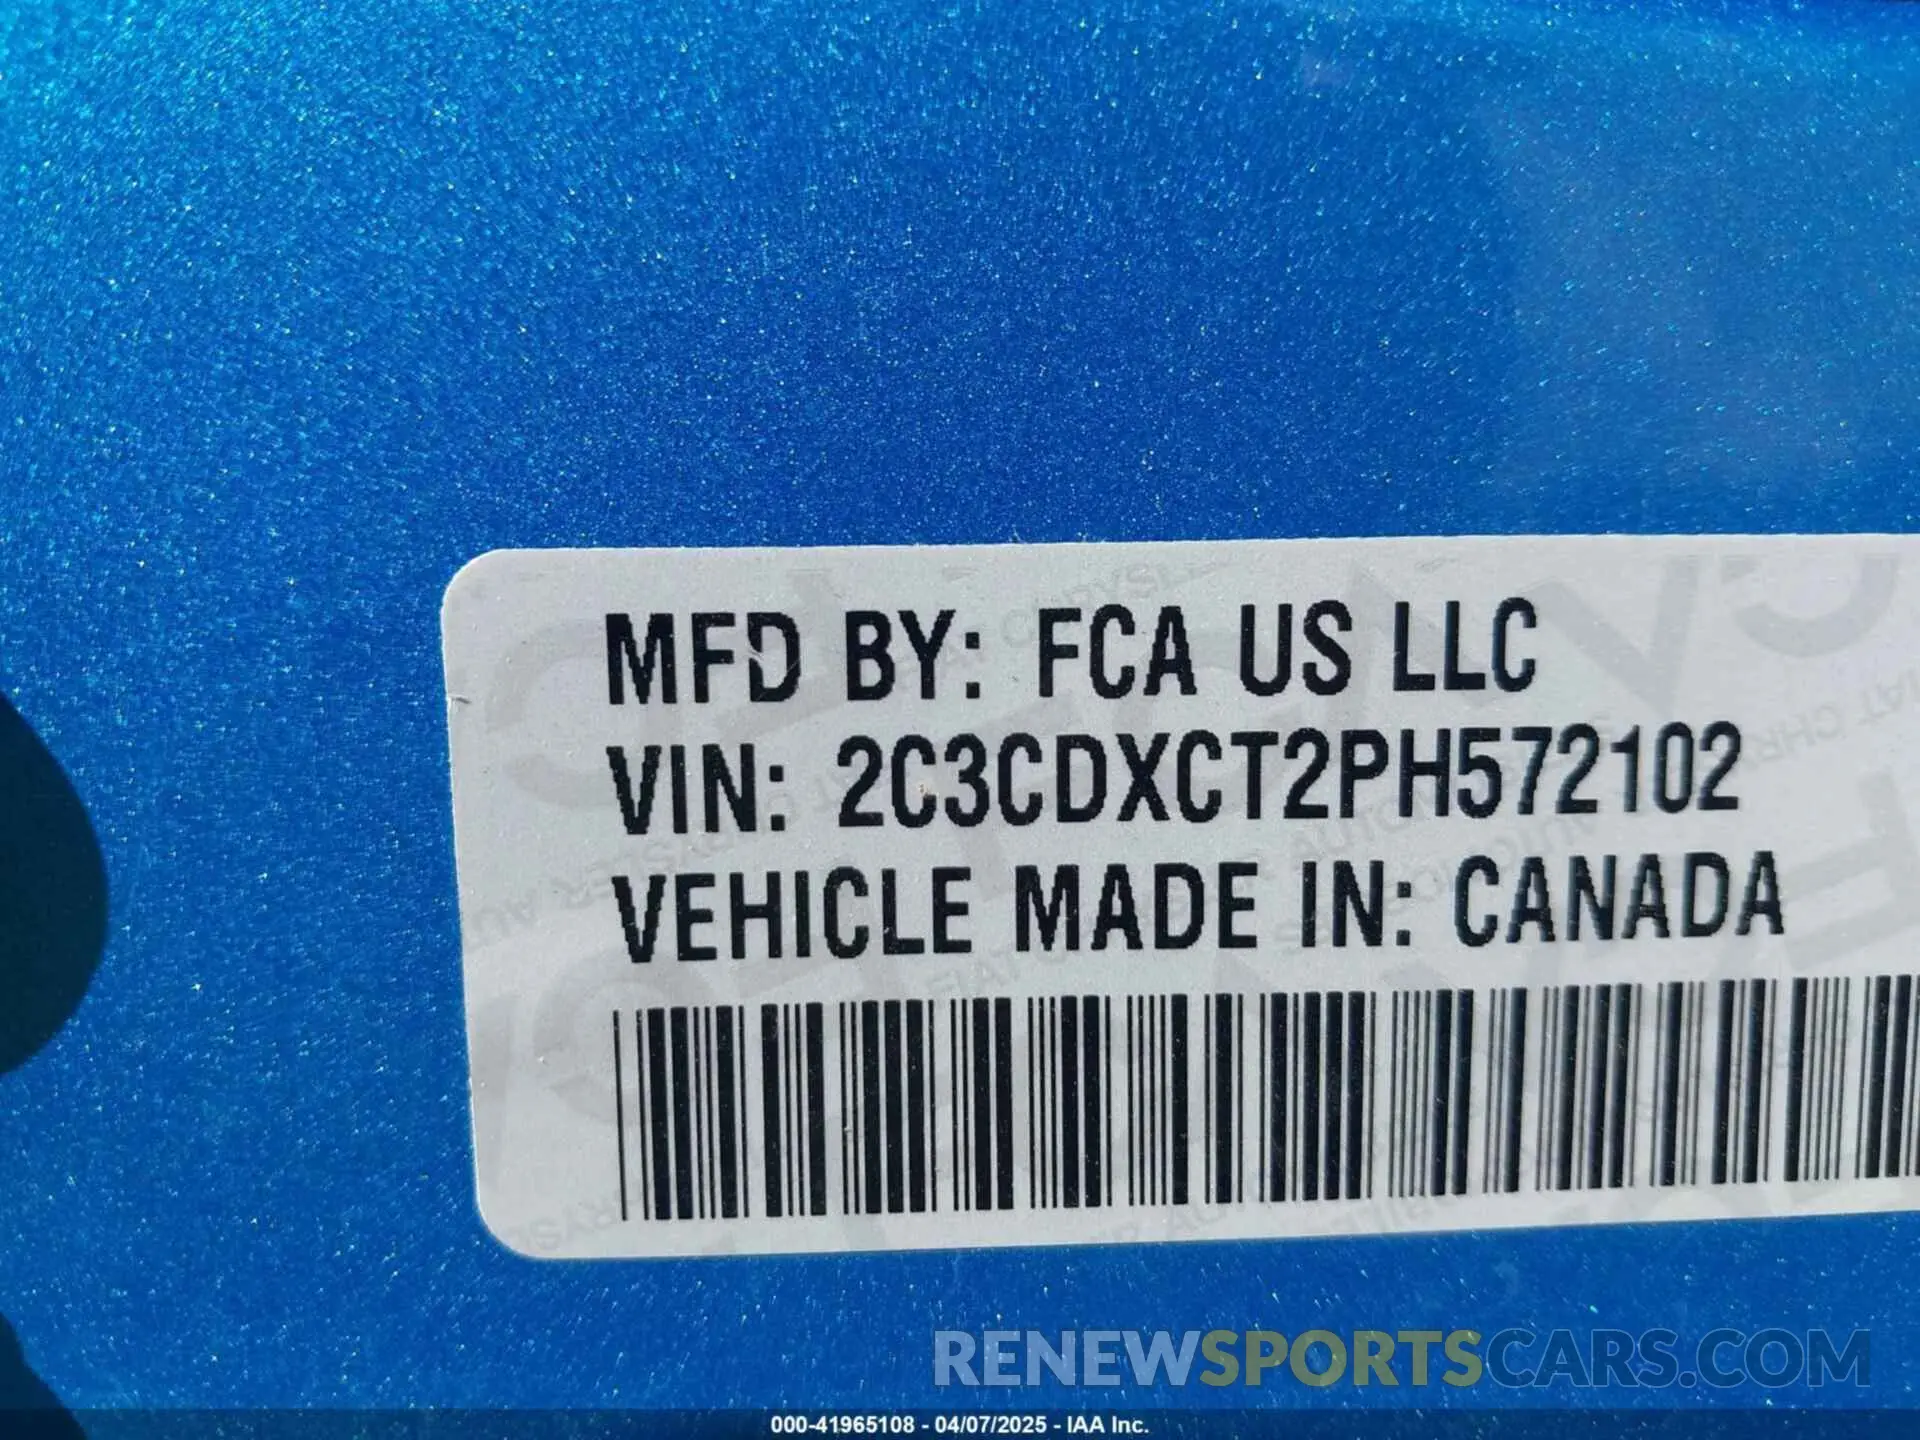 MFD BY: FCA US LLC
VIN: 2C3CDXCT2PH572102
VEHICLE MADE IN: CANADA
RENEWSPORTSCARS.COM
000-41965108 - 04/07/2025 - IAA Inc.